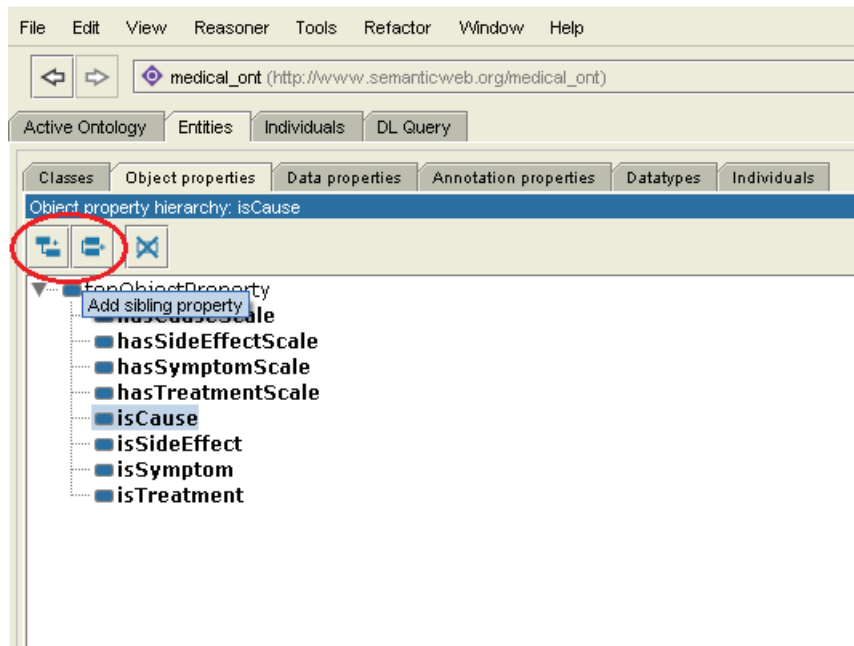 File Edit View Reasoner Tools Refactor Window Help
medical_ont (http://www.semanticweb.org/medical_ont)
Active Ontology Entities Individuals DL Query
Classes Object properties Data properties Annotation properties Datatypes Individuals
Object property hierarchy: isCause
topObjectProperty
Add sibling property
hasCauseScale
hasSideEffectScale
hasSymptomScale
hasTreatmentScale
isCause
isSideEffect
isSymptom
isTreatment